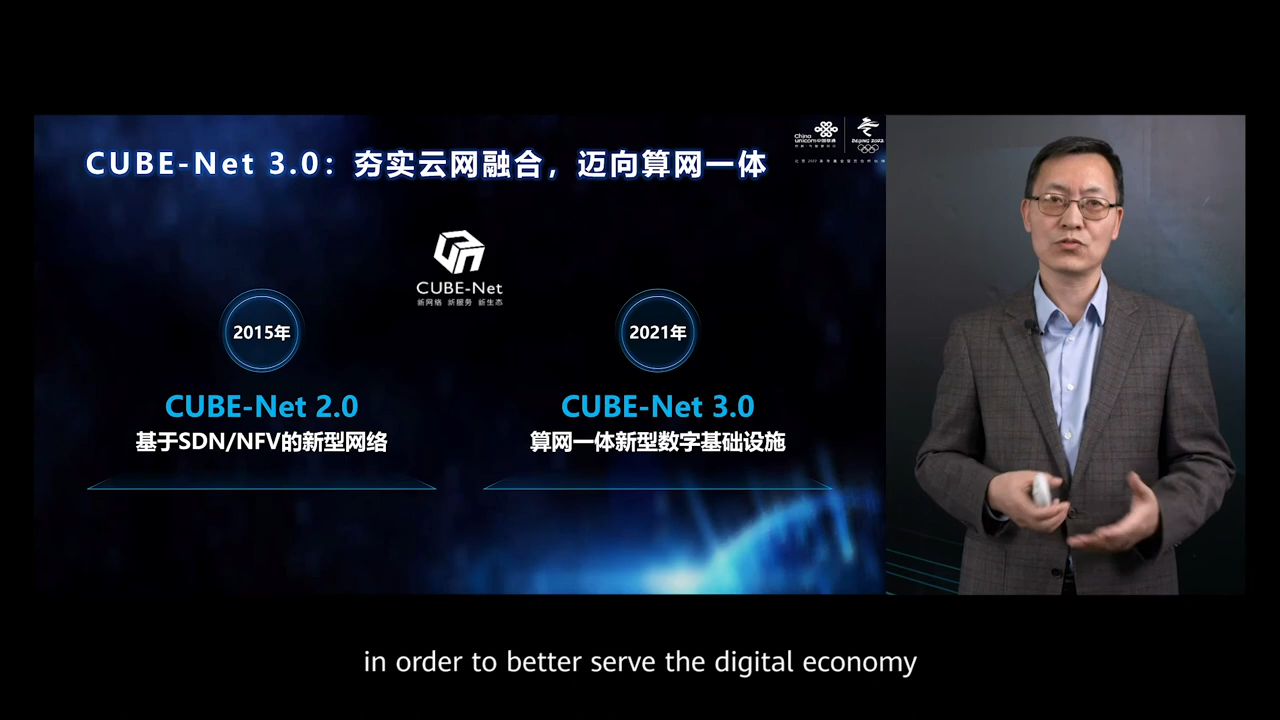 CUBE-Net 3.0：夯实云网融合，迈向算网一体
China
unicom中国联通
BEIJING 2022
CUBE-Net
新网络 新服务 新生态
2015年
2021年
CUBE-Net 2.0
基于SDN/NFV的新型网络
CUBE-Net 3.0
算网一体新型数字基础设施
in order to better serve the digital economy